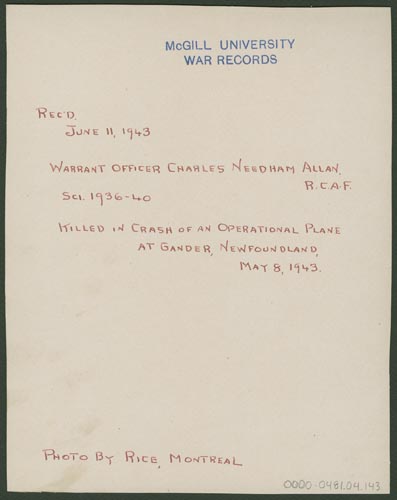 McGILL UNIVERSITY
WAR RECORDS
REC'D.
JUNE 11, 1943
WARRANT OFFICER CHARLES NEEDHAM ALLAN,
R.C.A.F.
SCI. 1936-40
KILLED IN CRASH OF AN OPERATIONAL PLANE
AT GANDER, NEWFOUNDLAND,
MAY 8, 1943.
PHOTO BY RICE, MONTREAL
0000-0481.04.143